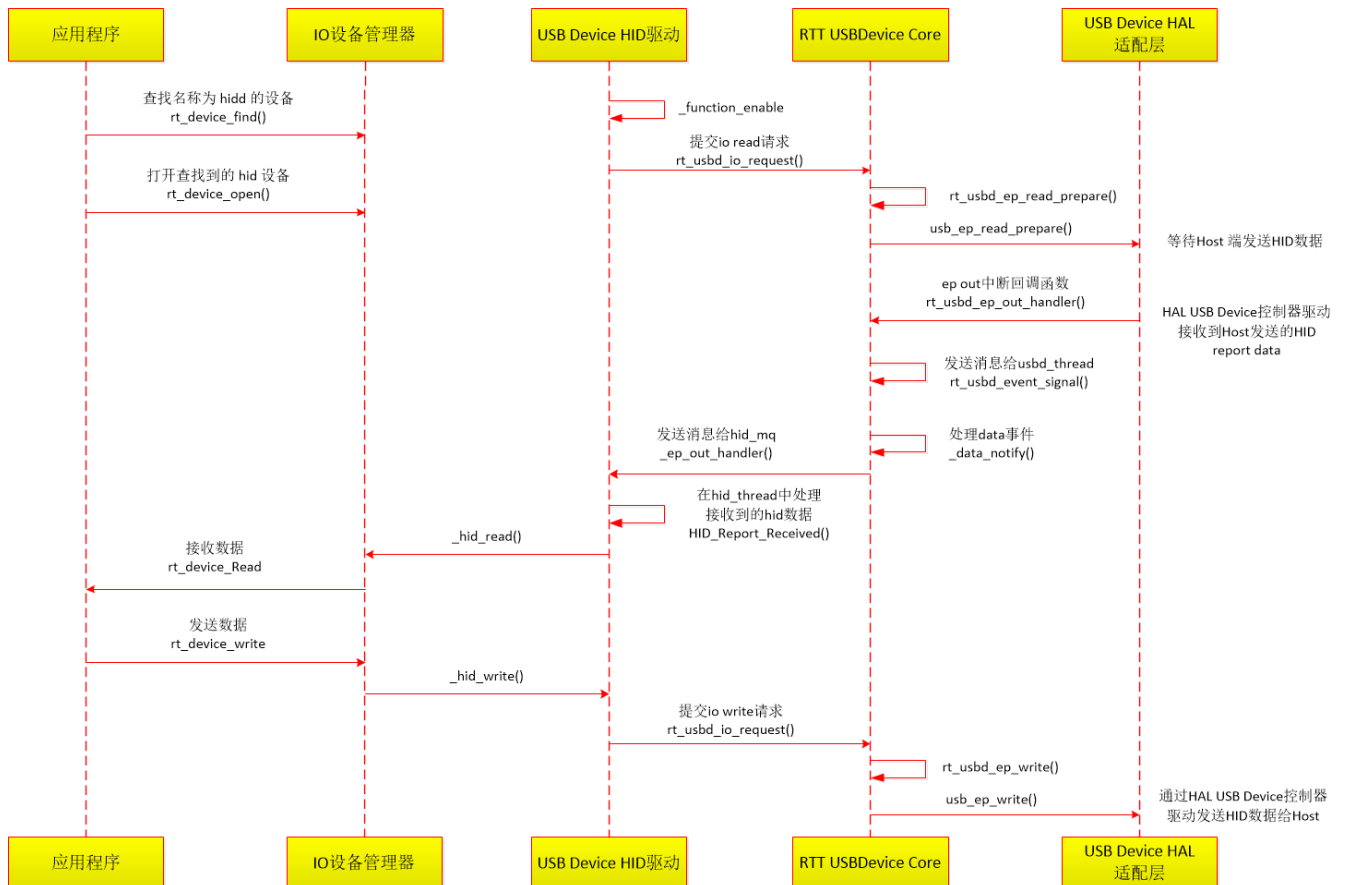 应用程序
IO设备管理器
USB Device HID驱动
RTT USBDevice Core
USB Device HAL
适配层
查找名称为 hidd 的设备
rt_device_find()
_function_enable
提交io read请求
rt_usbd_io_request()
打开查找到的 hid 设备
rt_device_open()
rt_usbd_ep_read_prepare()
usb_ep_read_prepare()
等待Host 端发送HID数据
ep out中断回调函数
rt_usbd_ep_out_handler()
HAL USB Device控制器驱动
接收到Host发送的HID
report data
发送消息给usbd_thread
rt_usbd_event_signal()
发送消息给hid_mq
_ep_out_handler()
处理data事件
_data_notify()
在hid_thread中处理
接收到的hid数据
HID_Report_Received()
_hid_read()
接收数据
rt_device_Read
发送数据
rt_device_write
_hid_write()
提交io write请求
rt_usbd_io_request()
rt_usbd_ep_write()
usb_ep_write()
通过HAL USB Device控制器
驱动发送HID数据给Host
应用程序
IO设备管理器
USB Device HID驱动
RTT USBDevice Core
USB Device HAL
适配层